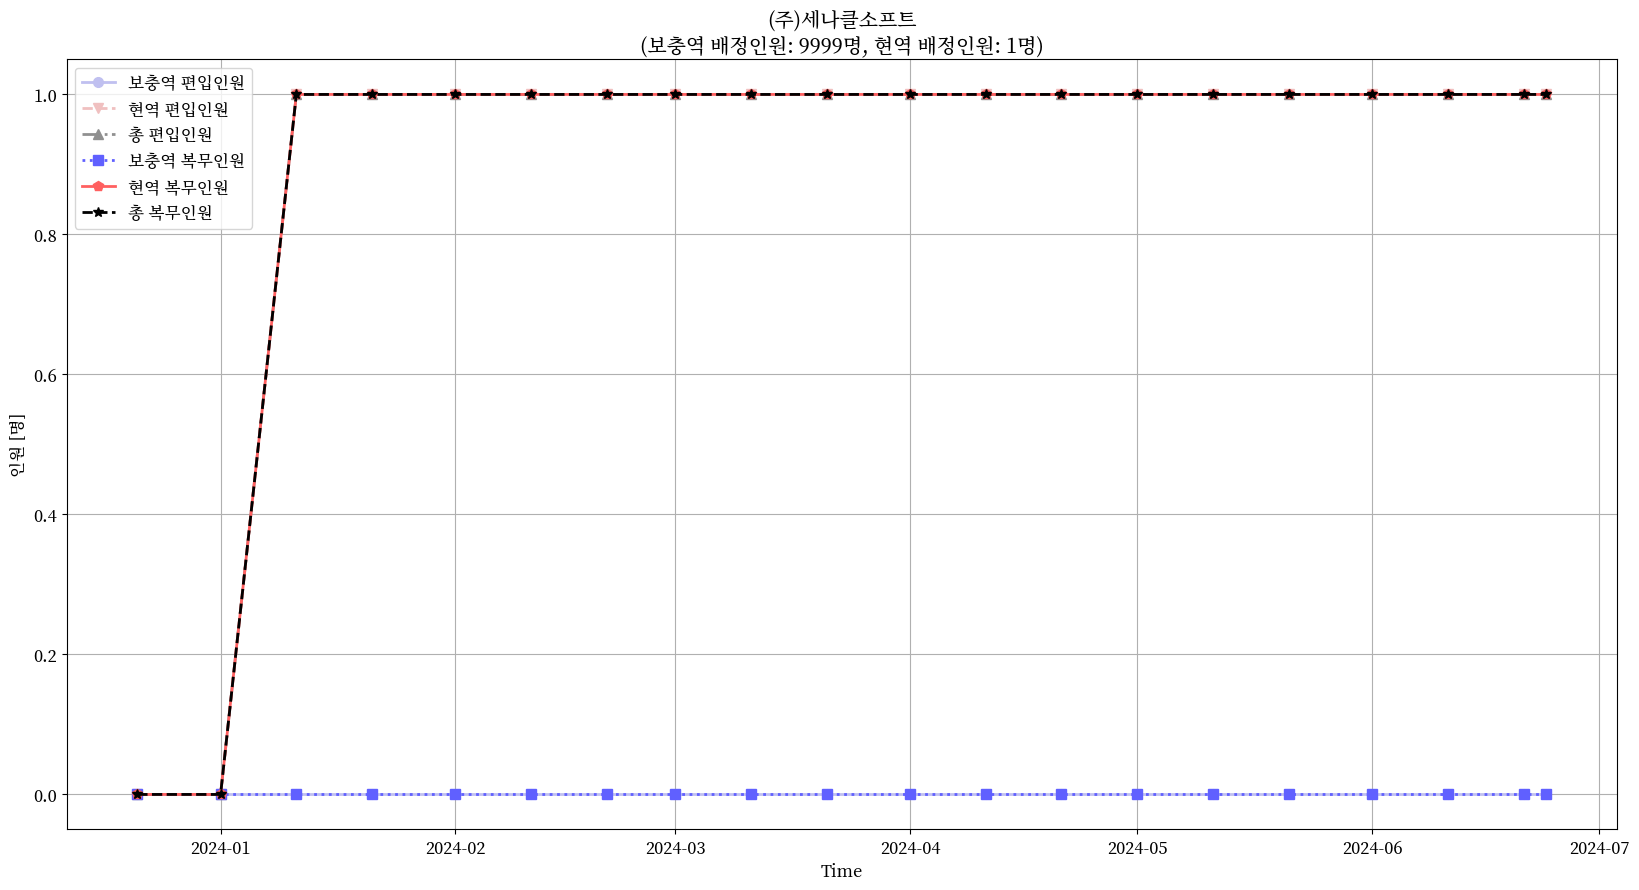 (주)세나클소프트
(보충역 배정인원: 9999명, 현역 배정인원: 1명)
보충역 편입인원
현역 편입인원
총 편입인원
보충역 복무인원
현역 복무인원
총 복무인원
1.0
0.8
0.6
0.4
0.2
0.0
인원 [명]
2024-01 2024-02 2024-03 2024-04 2024-05 2024-06 2024-07
Time